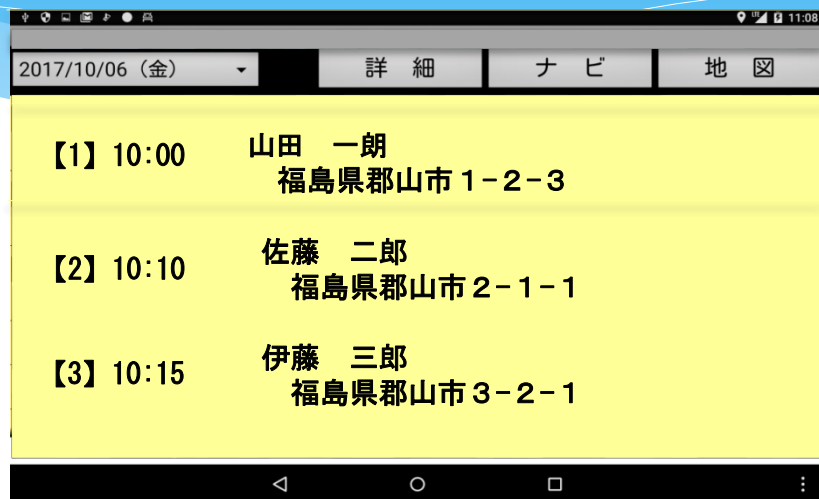 11:08
2017/10/06（金）
詳　細
ナ　ビ
地　図
【1】10:00　山田　一朗
福島県郡山市１−２−３
【2】10:10　佐藤　二郎
福島県郡山市２−１−１
【3】10:15　伊藤　三郎
福島県郡山市３−２−１